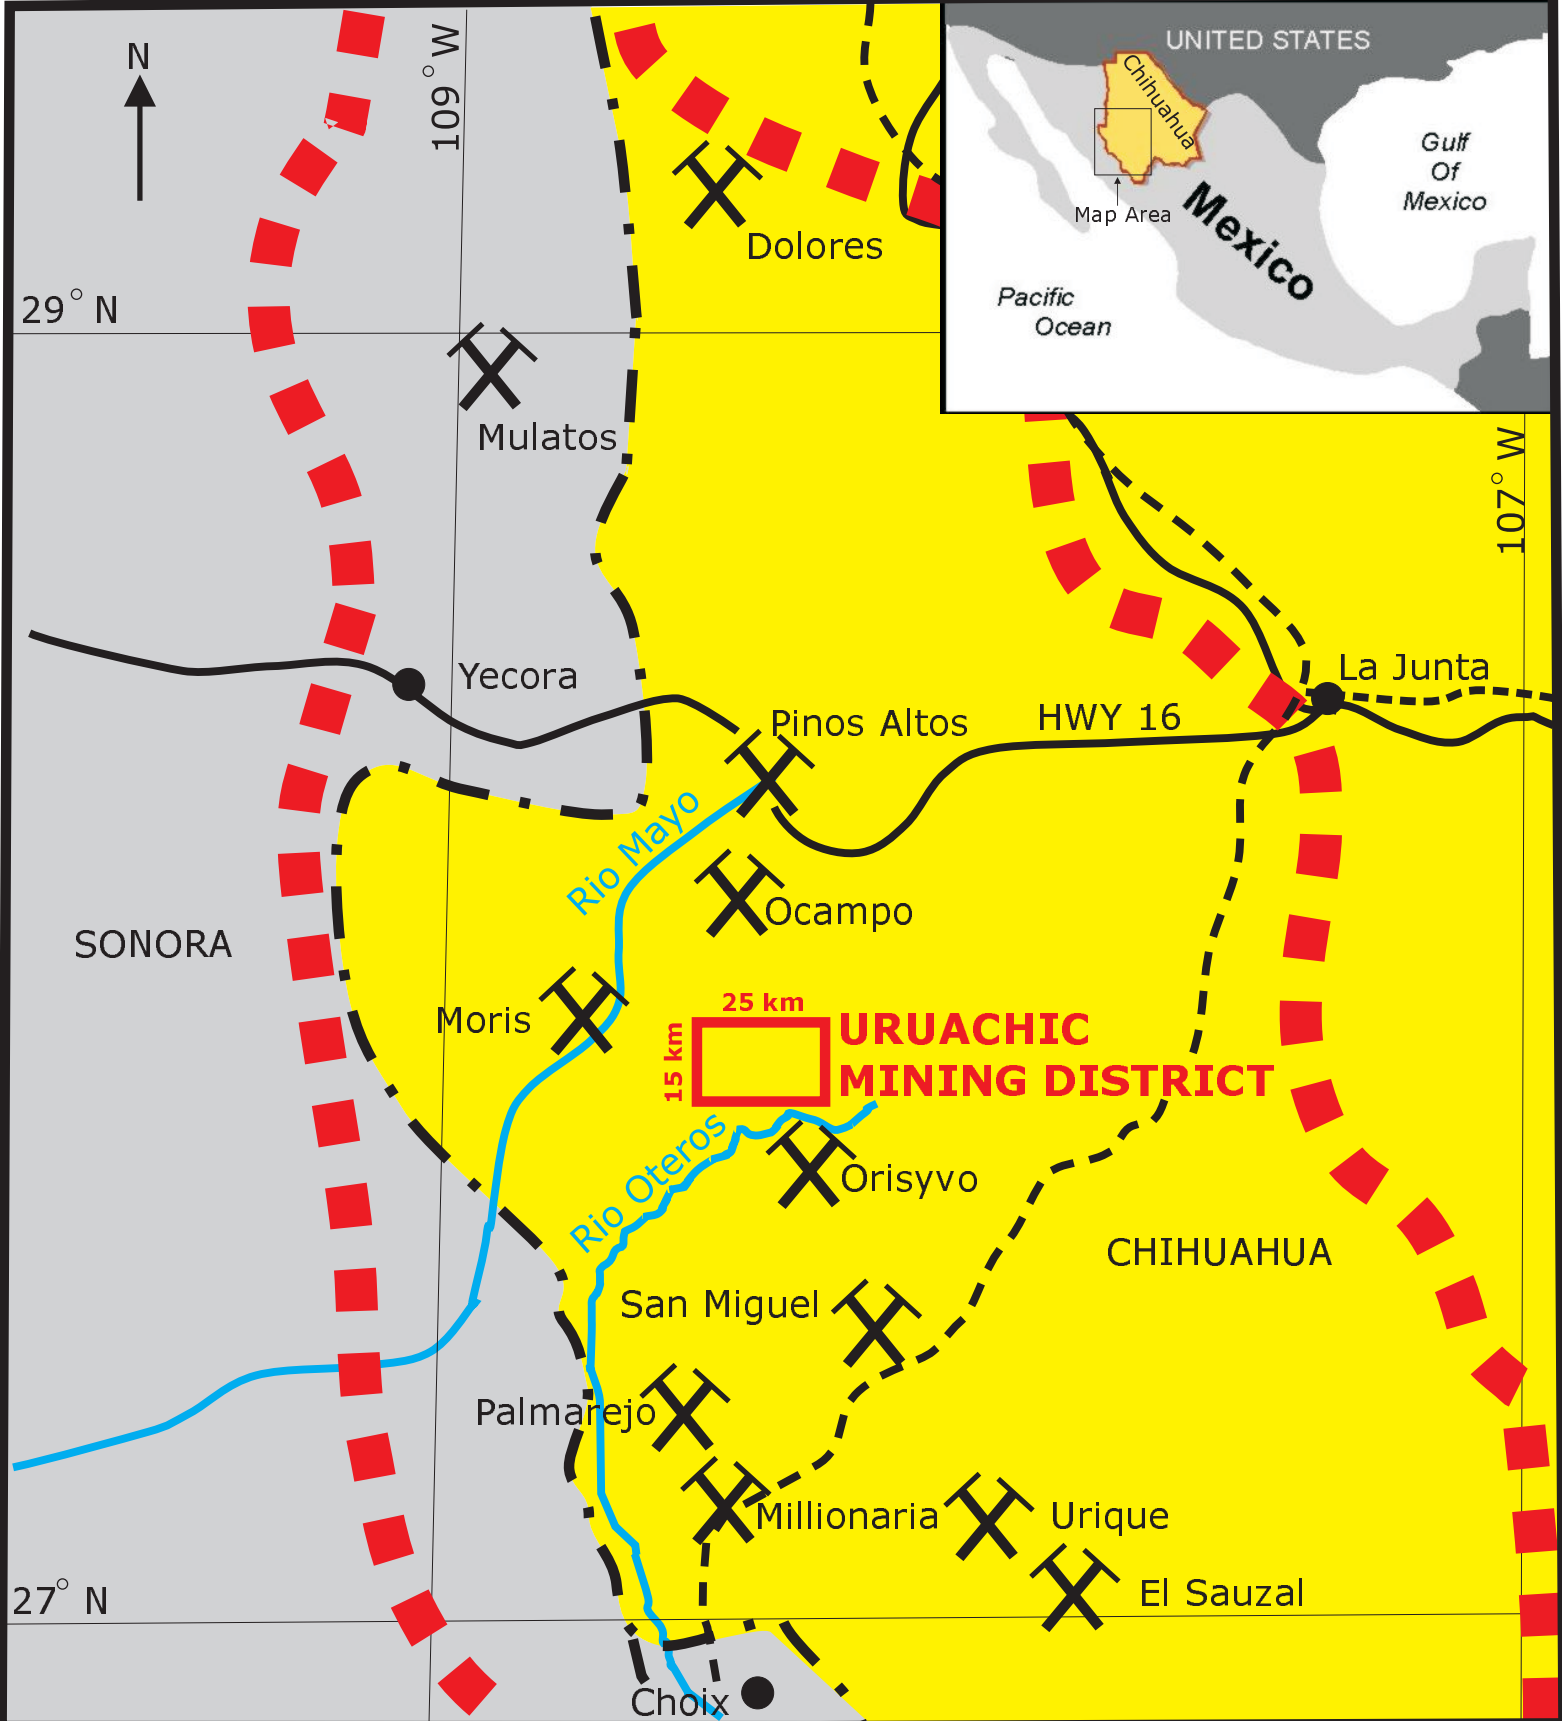 N
109° W
UNITED STATES
Chihuahua
Gulf
Of
Mexico
Map Area
Mexico
Pacific
Ocean
Dolores
29° N
Mulatos
107° W
Yecora
La Junta
Pinos Altos
HWY 16
Rio Mayo
Ocampo
SONORA
Moris
25 km
15 km
URUACHIC
MINING DISTRICT
Rio Oteros
Orisyvo
CHIHUAHUA
San Miguel
Palmarejo
Millionaria
Urique
El Sauzal
27° N
Choix